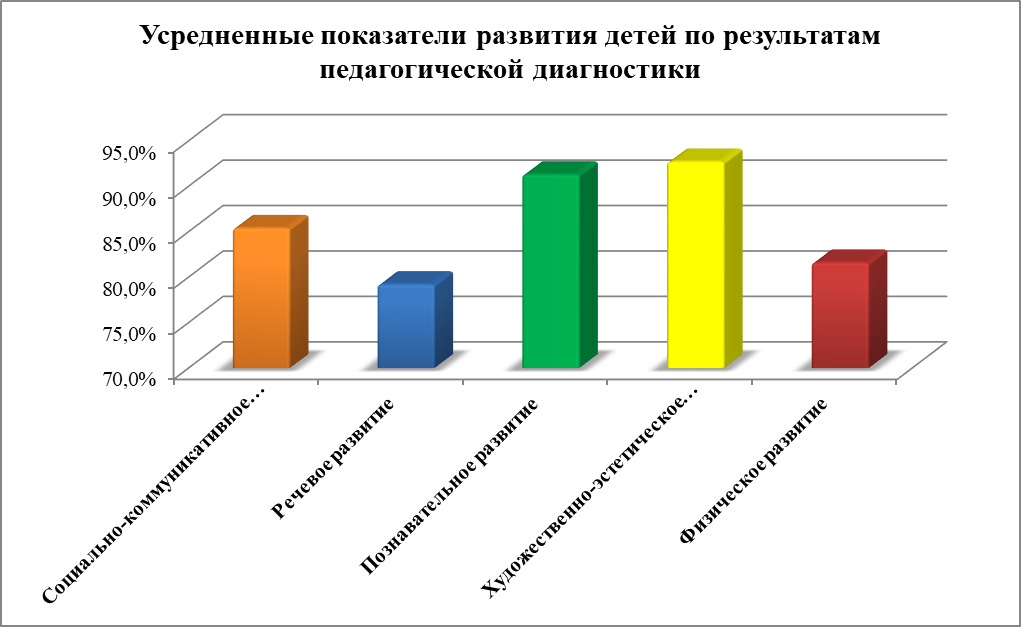 Усредненные показатели развития детей по результатам
педагогической диагностики
95,0%
90,0%
85,0%
80,0%
75,0%
70,0%
Социально-коммуникативное…
Речевое развитие
Познавательное развитие
Художественно-эстетическое…
Физическое развитие